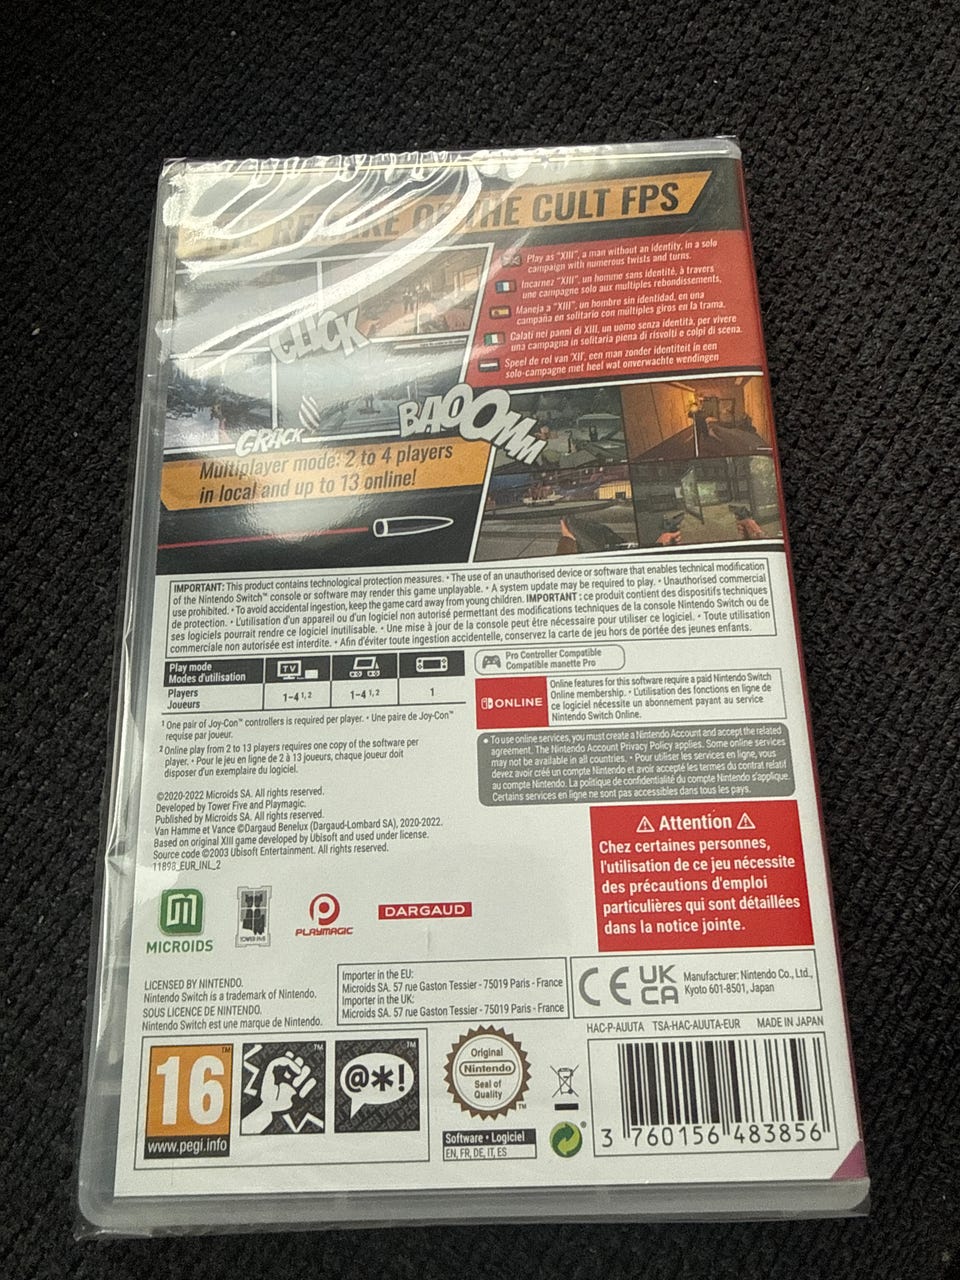 THE REMAKE OF THE CULT FPS
Play as "XIII", a man without an identity, in a solo
campaign with numerous twists and turns.
Incarnez "XIII", un homme sans identité, à travers
une campagne solo aux multiples rebondissements,
Maneja a "XIII", un hombre sin identidad, en una
campaña en solitario con múltiples giros en la trama.
Calati nei panni di XIII, un uomo senza identità, per vivere
una campagna in solitaria piena di risvolti e colpi di scena.
Speel de rol van 'XII', een man zonder identiteit in een
solo-campagne met heel wat onverwachte wendingen
CLICK
CRACK
BAOOMM
Multiplayer mode: 2 to 4 players
in local and up to 13 online!
IMPORTANT: This product contains technological protection measures. • The use of an unauthorised device or software that enables technical modification
of the Nintendo Switch™ console or software may render this game unplayable. • A system update may be required to play. • Unauthorised commercial
use prohibited. • To avoid accidental ingestion, keep the game card away from young children. IMPORTANT : ce produit contient des dispositifs techniques
de protection. • L'utilisation d'un appareil ou d'un logiciel non autorisé permettant des modifications techniques de la console Nintendo Switch ou de
ses logiciels pourrait rendre ce logiciel inutilisable. • Une mise à jour de la console peut être nécessaire pour utiliser ce logiciel. • Toute utilisation
commerciale non autorisée est interdite. • Afin d'éviter toute ingestion accidentelle, conservez la carte de jeu hors de portée des jeunes enfants.
Play mode
Modes d'utilisation
TV
Players
Joueurs
1–4 1, 2
1–4 1, 2
1
Pro Controller Compatible
Compatible manette Pro
ONLINE
Online features for this software require a paid Nintendo Switch
Online membership. • L'utilisation des fonctions en ligne de
ce logiciel nécessite un abonnement payant au service
Nintendo Switch Online.
1 One pair of Joy-Con™ controllers is required per player. • Une paire de Joy-Con™
requise par joueur.
2 Online play from 2 to 13 players requires one copy of the software per
player. • Pour le jeu en ligne de 2 à 13 joueurs, chaque joueur doit
disposer d'un exemplaire du logiciel.
• To use online services, you must create a Nintendo Account and accept the related
agreement. The Nintendo Account Privacy Policy applies. Some online services
may not be available in all countries. • Pour utiliser les services en ligne, vous
devez avoir créé un compte Nintendo et avoir accepté les termes du contrat relatif
au compte Nintendo. La politique de confidentialité du compte Nintendo s'applique.
Certains services en ligne ne sont pas accessibles dans tous les pays.
©2020-2022 Microids SA. All rights reserved.
Developed by Tower Five and Playmagic.
Published by Microids SA. All rights reserved.
Van Hamme et Vance ©Dargaud Benelux (Dargaud-Lombard SA), 2020-2022.
Based on original XIII game developed by Ubisoft and used under license.
Source code ©2003 Ubisoft Entertainment. All rights reserved.
11898_EUR_INL_2
Attention
Chez certaines personnes,
l'utilisation de ce jeu nécessite
des précautions d'emploi
particulières qui sont détaillées
dans la notice jointe.
MICROIDS
TOWER FIVE
PLAYMAGIC
DARGAUD
LICENSED BY NINTENDO.
Nintendo Switch is a trademark of Nintendo.
SOUS LICENCE DE NINTENDO.
Nintendo Switch est une marque de Nintendo.
Importer in the EU:
Microids SA. 57 rue Gaston Tessier - 75019 Paris - France
Importer in the UK:
Microids SA. 57 rue Gaston Tessier - 75019 Paris - France
CE UK
CA
Manufacturer: Nintendo Co., Ltd.,
Kyoto 601-8501, Japan
HAC-P-AUUTA TSA-HAC-AUUTA-EUR MADE IN JAPAN
16™
www.pegi.info
™
@*!™
Original
Nintendo
Seal of
Quality
™
Software • Logiciel
EN, FR, DE, IT, ES
3 760156 483856